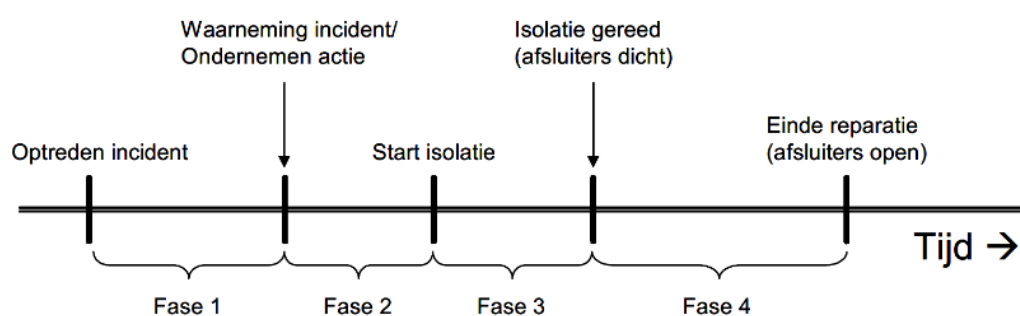 Waarneming incident/
Ondernemen actie
Isolatie gereed
(afsluiters dicht)
Optreden incident
Start isolatie
Einde reparatie
(afsluiters open)
Tijd →
Fase 1
Fase 2
Fase 3
Fase 4